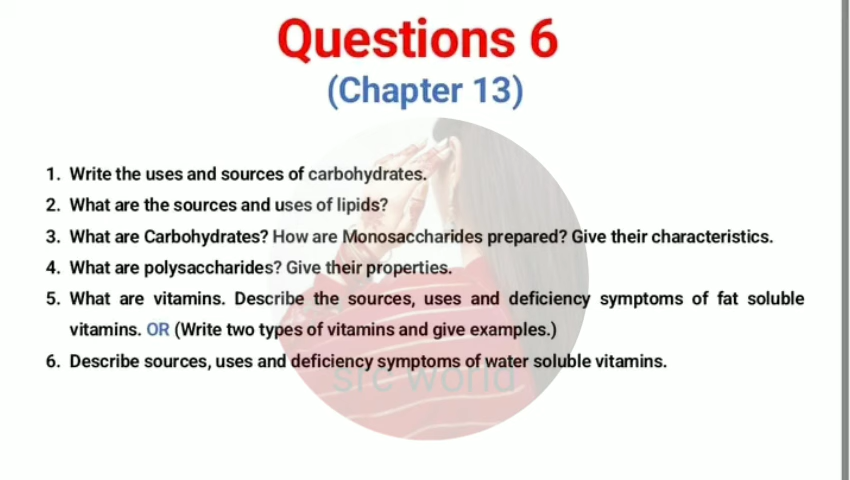 Questions 6
(Chapter 13)
1. Write the uses and sources of carbohydrates.
2. What are the sources and uses of lipids?
3. What are Carbohydrates? How are Monosaccharides prepared? Give their characteristics.
4. What are polysaccharides? Give their properties.
5. What are vitamins. Describe the sources, uses and deficiency symptoms of fat soluble
vitamins. OR (Write two types of vitamins and give examples.)
6. Describe sources, uses and deficiency symptoms of water soluble vitamins.
src world